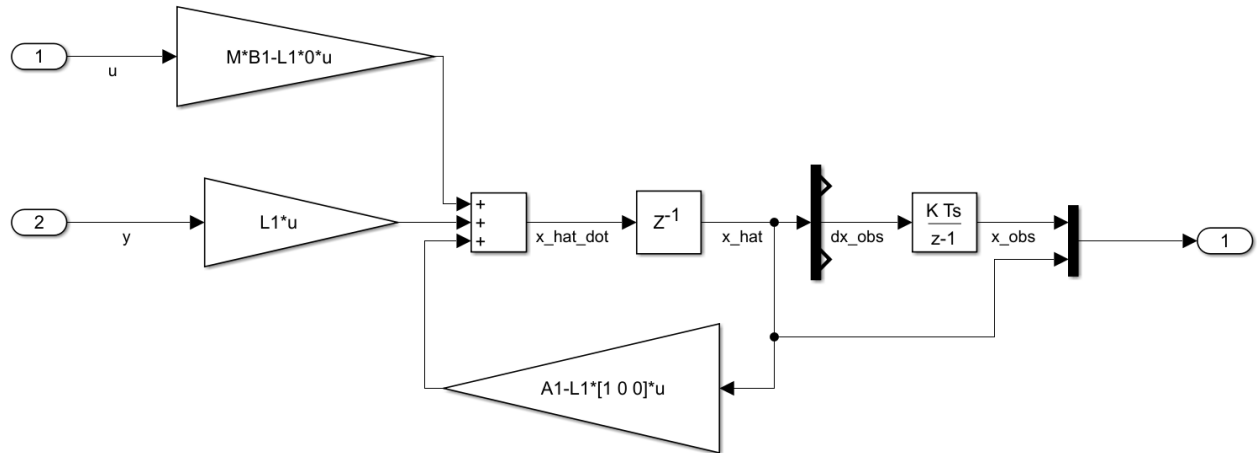 1
u
M*B1-L1*0*u
2
y
L1*u
+
+
+
x_hat_dot
z-1
x_hat
dx_obs
K Ts
z-1
x_obs
1
A1-L1*[1 0 0]*u